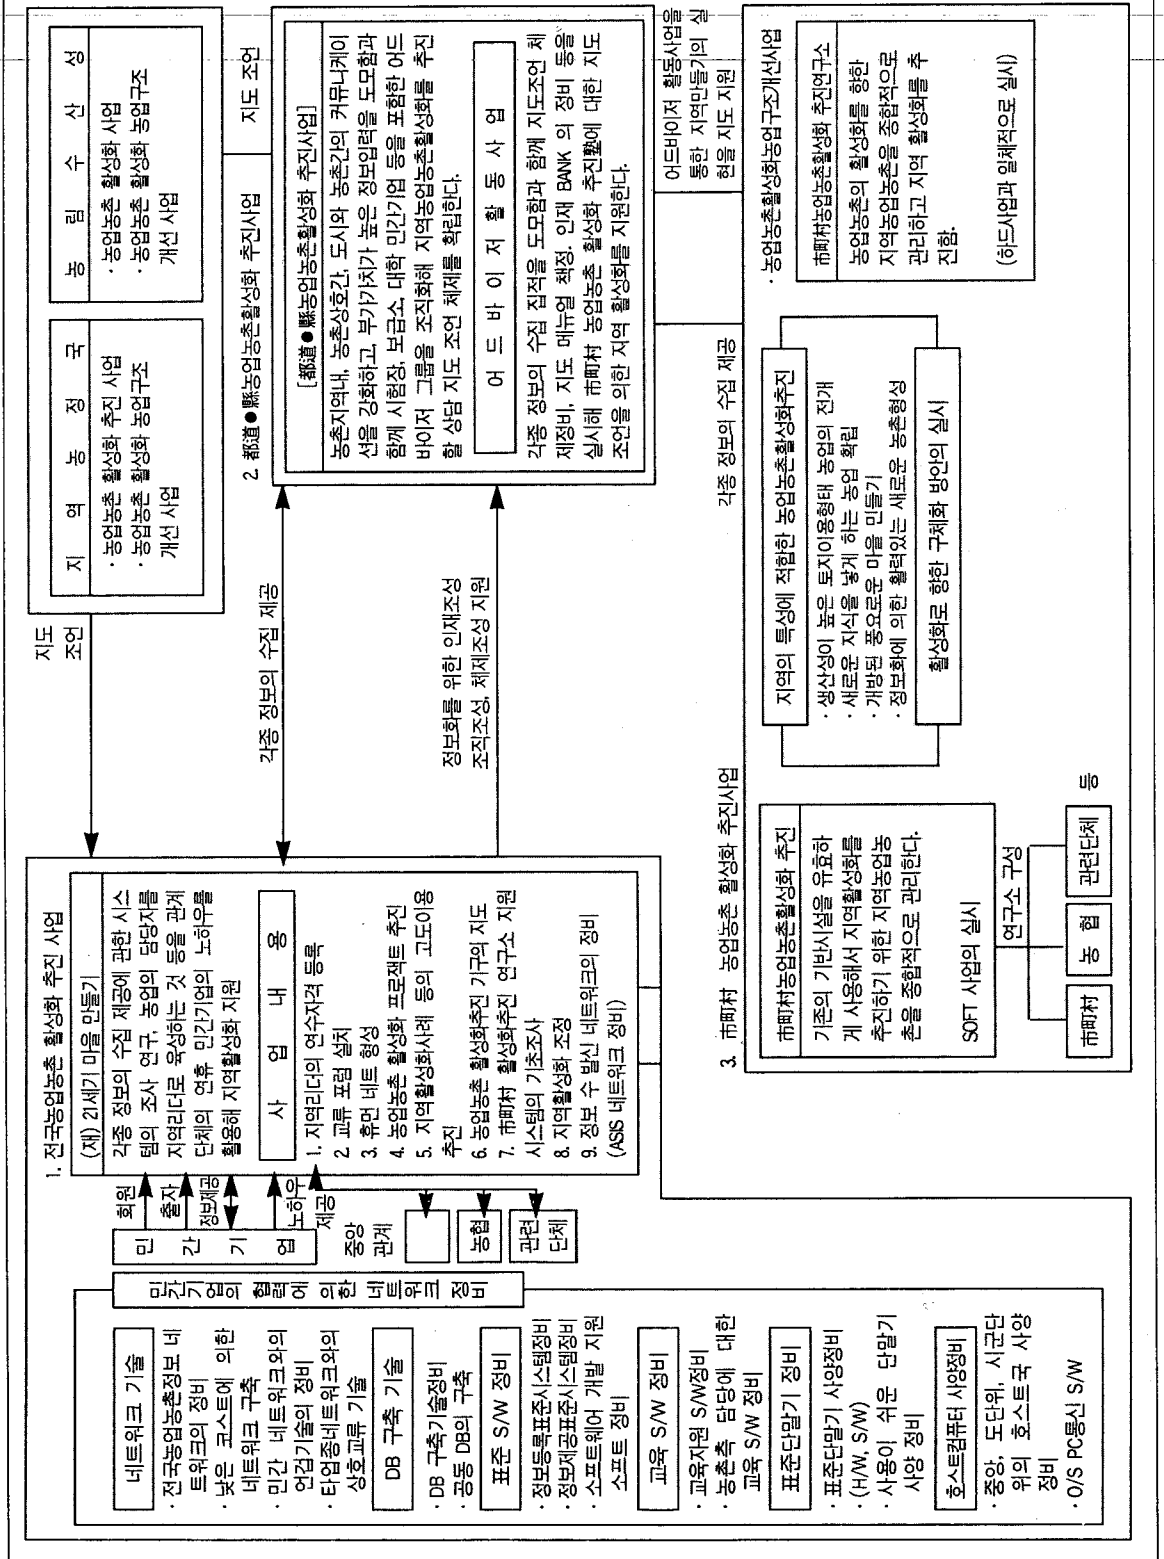 지 역 농 정 국
· 농업농촌 활성화 추진 사업
· 농업농촌 활성화 농업구조
개선 사업
농 림 수 산 성
· 농업농촌 활성화 사업
· 농업농촌 활성화 농업구조
개선 사업
지도
조언
지도 조언
1. 전국농업농촌 활성화 추진 사업
(재) 21세기 마을 만들기
각종 정보의 수집 제공에 관한 시스
템의 조사 연구, 농업의 담당자를
지역리더로 육성하는 것 등을 관계
단체의 연휴 민간기업의 노하우를
활용해 지역활성화 지원
사 업 내 용
1. 지역리더의 연수자격 등록
2. 교류 포럼 설치
3. 휴먼 네트 형성
4. 농업농촌 활성화 프로젝트 추진
5. 지역활성화사례 등의 고도이용
추진
6. 농업농촌 활성화추진 기구의 지도
7. 市町村 활성화추진 연구소 지원
시스템의 기초조사
8. 지역활성화 조정
9. 정보 수 발신 네트워크의 정비
(ASIS 네트워크 정비)
회원
출자
정보제공
노하우
제공
민 간 기 업
중앙
관계
농협
관련
단체
각종 정보의 수집 제공
정보화를 위한 인재조성
조직조성, 체제조성 지원
2. 都道●縣농업농촌활성화 추진사업
[都道●縣농업농촌활성화 추진사업]
농촌지역내, 농촌상호간, 도시와 농촌간의 커뮤니케이
션을 강화하고, 부가가치가 높은 정보입력을 도모함과
함께 시험장, 보급소, 대학 민간기업 등을 포함한 어드
바이저 그룹을 조직화해 지역농업농촌활성화를 추진
할 상담 지도 조언 체제를 확립한다.
어 드 바 이 저 활 동 사 업
각종 정보의 수집 집적을 도모함과 함께 지도조언 체
제정비, 지도 메뉴얼 책정. 인재 BANK 의 정비 등을
실시해 市町村 농업농촌 활성화 추진塾에 대한 지도
조언을 의한 지역 활성화를 지원한다.
각종 정보의 수집 제공
어드바이저 활동사업을
통한 지역만들기의 실
현을 지도 지원
민간기업의 협력에 의한 네트워크 정비
네트워크 기술
· 전국농업농촌정보 네
트워크의 정비
· 낮은 코스트에 의한
네트워크 구축
· 민간 네트워크와의
연검기술의 정비
· 타업종네트워크와의
상호교류 기술
DB 구축 기술
· DB 구축기술정비
· 공동 DB의 구축
표준 S/W 정비
· 정보등록표준시스템정비
· 정보제공표준시스템정비
· 소프트웨어 개발 지원
소프트 정비
교육 S/W 정비
· 교육자원 S/W정비
· 농촌측 담당에 대한
교육 S/W 정비
표준단말기 정비
· 표준단말기 사양정비
· (H/W, S/W)
· 사용이 쉬운 단말기
사양 정비
호스트컴퓨터 사양정비
· 중앙, 도단위, 시군단
위의 호스트국 사양
정비
· O/S PC통신 S/W
3. 市町村 농업농촌 활성화 추진사업
市町村농업농촌활성화 추진
기존의 기반시설을 유효하
게 사용해서 지역활성화를
추진하기 위한 지역농업농
촌을 종합적으로 관리한다.
SOFT 사업의 실시
연구소 구성
市町村
농 협
관련단체
등
지역의 특성에 적합한 농업농촌활성화추진
· 생산성이 높은 토지이용형태 농업의 전개
· 새로운 지식을 낳게 하는 농업 확립
· 개방된 풍요로운 마을 만들기
· 정보화에 의한 활력있는 새로운 농촌형성
활성화로 향한 구체화 방안의 실시
· 농업농촌활성화농업구조개선사업
市町村농업농촌활성화 추진연구소
농업농촌의 활성화를 향한
지역농업농촌을 종합적으로
관리하고 지역 활성화를 추
진함.
(하드사업과 일체적으로 실시)